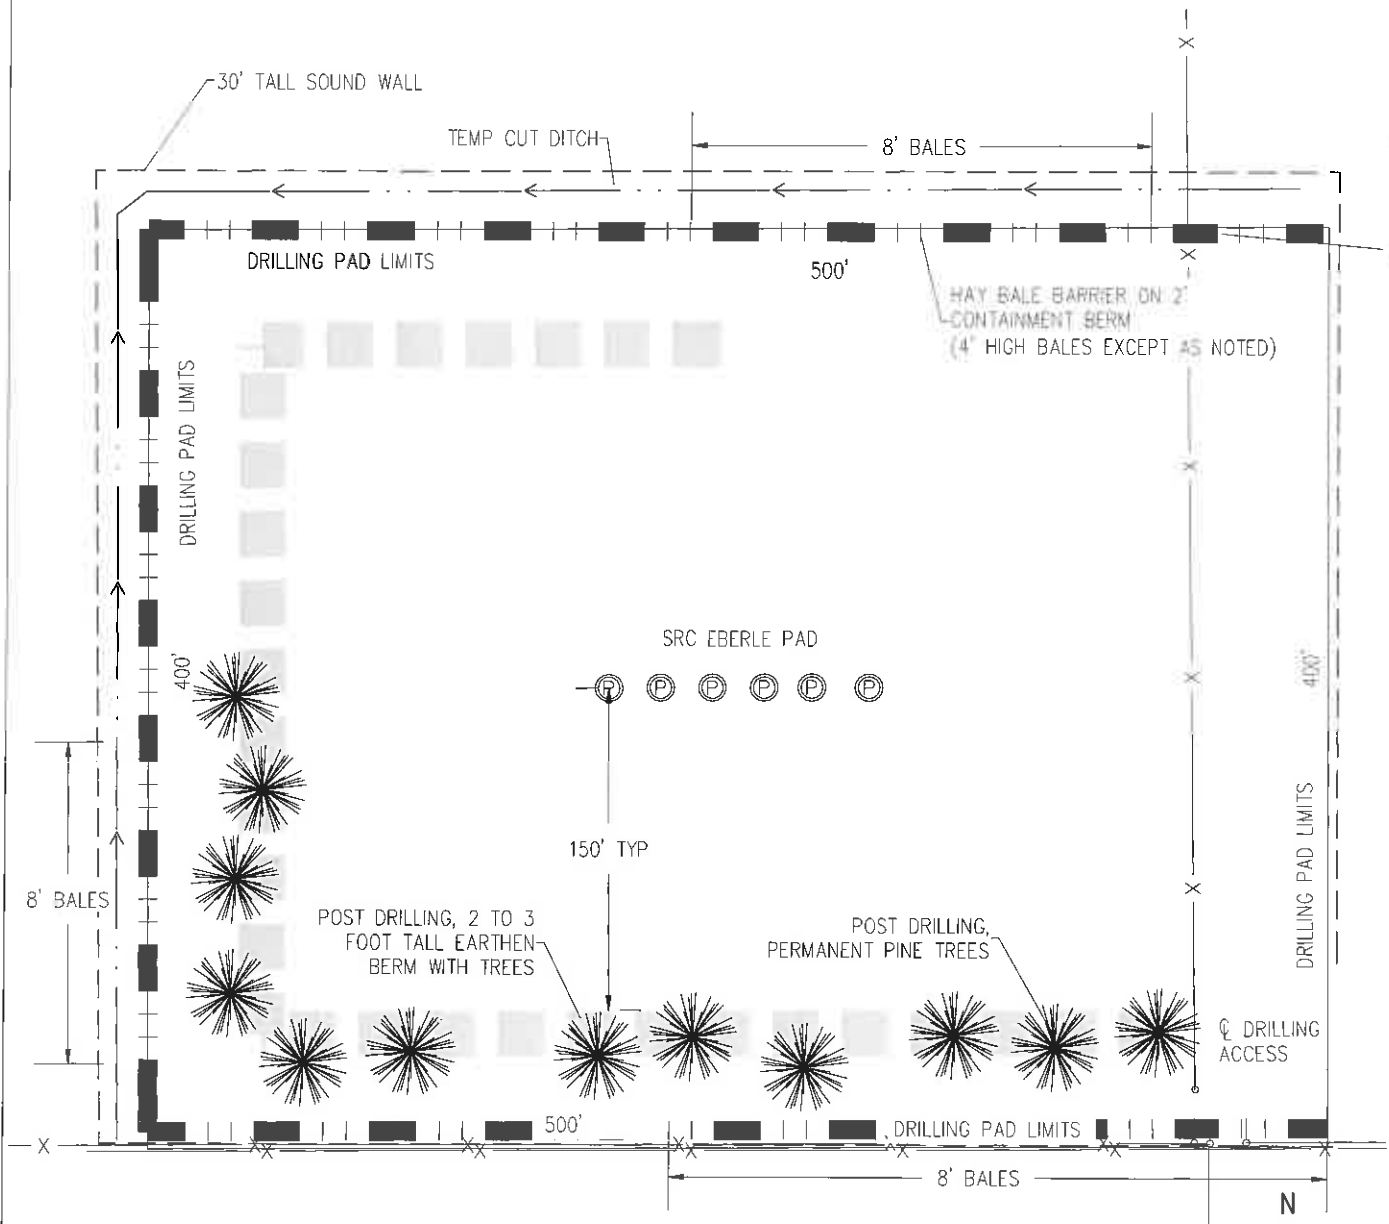 30' TALL SOUND WALL
TEMP CUT DITCH
8' BALES
DRILLING PAD LIMITS
500'
HAY BALE BARRIER ON 2'
CONTAINMENT BERM
(4' HIGH BALES EXCEPT AS NOTED)
DRILLING PAD LIMITS
400'
SRC EBERLE PAD
P P P P P P
400'
150' TYP
DRILLING PAD LIMITS
8' BALES
POST DRILLING, 2 TO 3
FOOT TALL EARTHEN
BERM WITH TREES
POST DRILLING,
PERMANENT PINE TREES
℄ DRILLING
ACCESS
500'
DRILLING PAD LIMITS
8' BALES
N